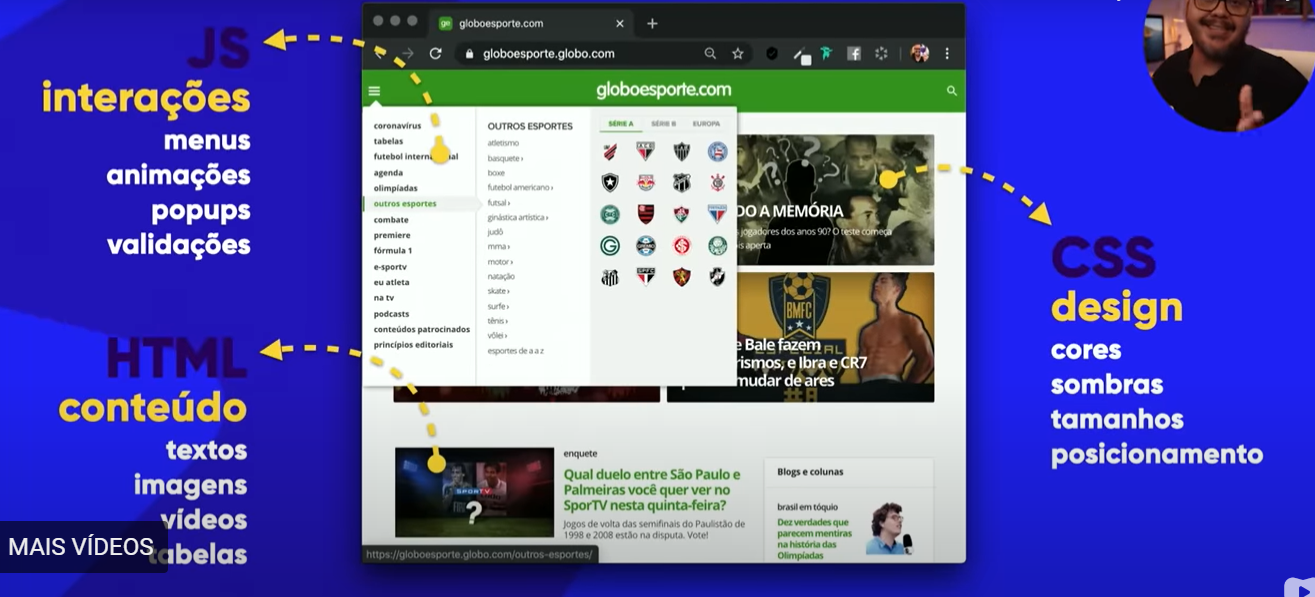 JS
interações
menus
animações
popups
validações
HTML
conteúdo
textos
imagens
vídeos
tabelas
MAIS VÍDEOS
ge
globoesporte.com
globoesporte.globo.com
globoesporte.com
coronavírus
tabelas
futebol
agenda
olimpíadas
outros esportes
combate
premiere
fórmula 1
e-sportv
eu atleta
na tv
podcasts
conteúdos patrocinados
princípios editoriais
OUTROS ESPORTES
atletismo
basquete ›
boxe
futebol americano ›
futsal ›
ginástica artística ›
judô
mma ›
motor ›
natação
skate ›
surfe ›
tênis ›
vôlei ›
esportes de a a z
SÉRIE A
SÉRIE B
EUROPA
DO A MEMÓRIA
jogadores dos anos 90? O teste começa
is aperta
BMFC
e Bale fazem
rismos, e Ibra e CR7
mudar de ares
SPORTV
?
enquete
Qual duelo entre São Paulo e
Palmeiras você quer ver no
SporTV nesta quinta-feira?
Jogos de volta das semifinais do Paulistão de
1998 e 2008 estão na disputa. Vote!
Blogs e colunas
brasil em tóquio
Dez verdades que
parecem mentiras
na história das
Olimpíadas
https://globoesporte.globo.com/outros-esportes/
CSS
design
cores
sombras
tamanhos
posicionamento